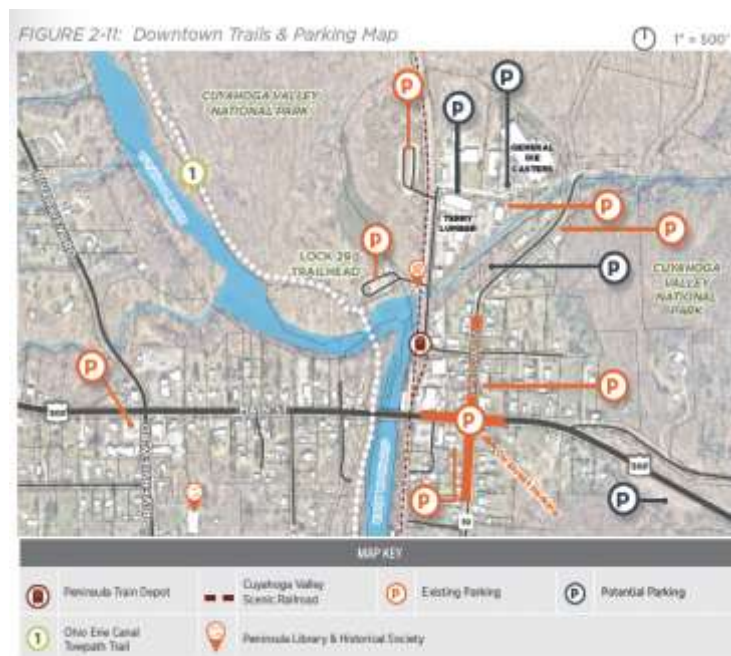 FIGURE 2-11: Downtown Trails & Parking Map
1" = 500'
CUYAHOGA VALLEY
NATIONAL PARK
P
P
P
GENERAL
DIE
CASTERS
1
TERRY
LUMBER
P
P
P
LOCK 29
TRAILHEAD
P
CUYAHOGA
VALLEY
NATIONAL
PARK
P
P
P
303
303
P
P
MAP KEY
Peninsula Train Depot
Cuyahoga Valley
Scenic Railroad
P
Existing Parking
P
Potential Parking
1
Ohio Erie Canal
Towpath Trail
Peninsula Library & Historical Society